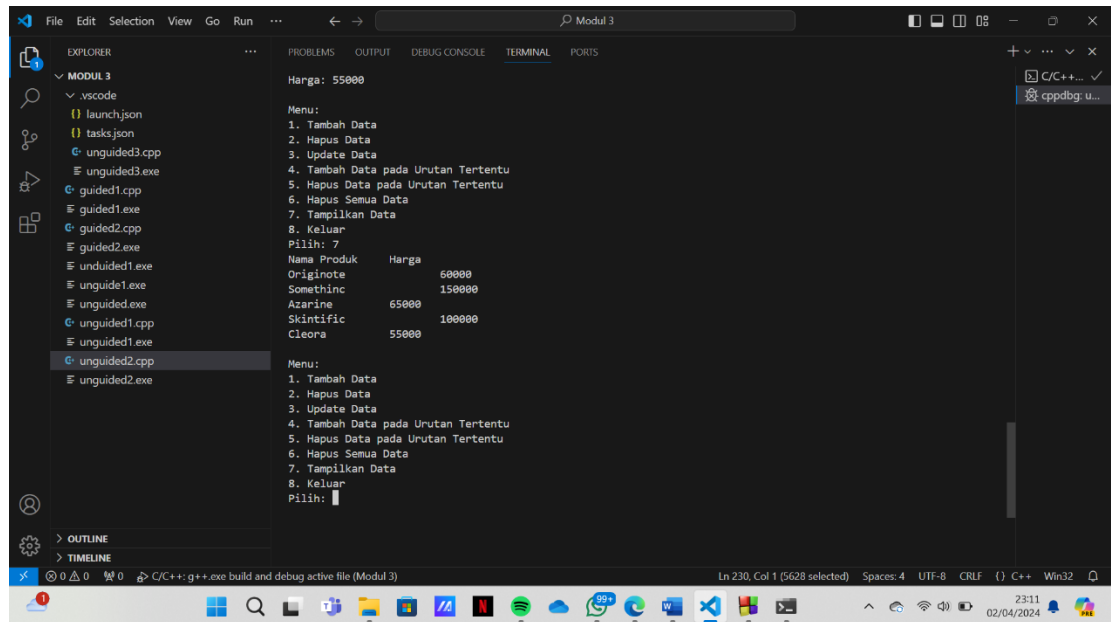 File Edit Selection View Go Run ... Modul 3
EXPLORER ...
MODUL 3
.vscode
{} launch.json
{} tasks.json
unguided3.cpp
unguided3.exe
guided1.cpp
guided1.exe
guided2.cpp
guided2.exe
unduided1.exe
unguide1.exe
unguided.exe
unguided1.cpp
unguided1.exe
unguided2.cpp
unguided2.exe
OUTLINE
TIMELINE
1
PROBLEMS OUTPUT DEBUG CONSOLE TERMINAL PORTS
Harga: 55000
Menu:
1. Tambah Data
2. Hapus Data
3. Update Data
4. Tambah Data pada Urutan Tertentu
5. Hapus Data pada Urutan Tertentu
6. Hapus Semua Data
7. Tampilkan Data
8. Keluar
Pilih: 7
Nama Produk Harga
Originote 60000
Somethinc 150000
Azarine 65000
Skintific 100000
Cleora 55000
Menu:
1. Tambah Data
2. Hapus Data
3. Update Data
4. Tambah Data pada Urutan Tertentu
5. Hapus Data pada Urutan Tertentu
6. Hapus Semua Data
7. Tampilkan Data
8. Keluar
Pilih:
C/C++...
cppdbg: u...
0 0 0 C/C++: g++.exe build and debug active file (Modul 3) Ln 230, Col 1 (5628 selected) Spaces: 4 UTF-8 CRLF {} C++ Win32
1 99+ 23:11
02/04/2024 PRE